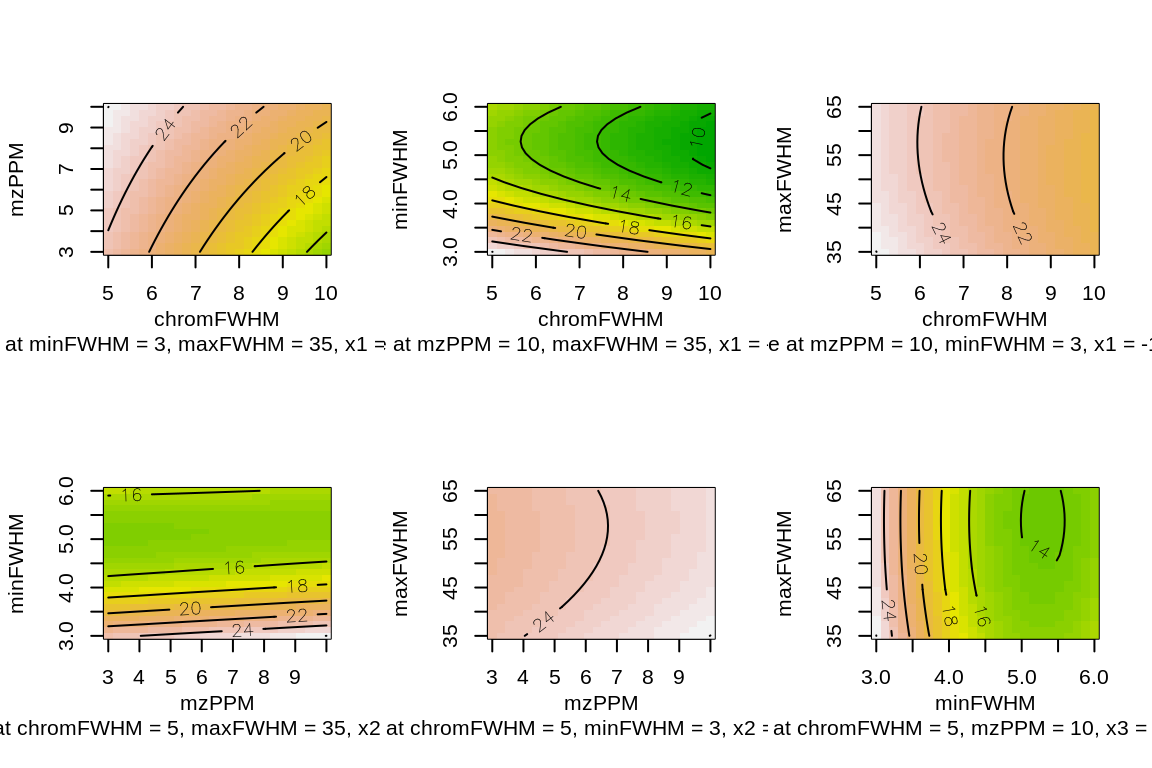 mzPPM
9
7
5
3
24
22
20
18
5 6 7 8 9 10
chromFWHM
at minFWHM = 3, maxFWHM = 35, x1 =
minFWHM
6.0
5.0
4.0
3.0
10
14
12
16
18
20
22
5 6 7 8 9 10
chromFWHM
at mzPPM = 10, maxFWHM = 35, x1 =
maxFWHM
65
55
45
35
24
22
5 6 7 8 9 10
chromFWHM
e at mzPPM = 10, minFWHM = 3, x1 = -1
minFWHM
6.0
5.0
4.0
3.0
16
16
18
20
22
24
3 4 5 6 7 8 9
mzPPM
at chromFWHM = 5, maxFWHM = 35, x2
maxFWHM
65
55
45
35
24
3 4 5 6 7 8 9
mzPPM
at chromFWHM = 5, minFWHM = 3, x2 =
maxFWHM
65
55
45
35
14
20
24
18
16
3.0 4.0 5.0 6.0
minFWHM
at chromFWHM = 5, mzPPM = 10, x3 =